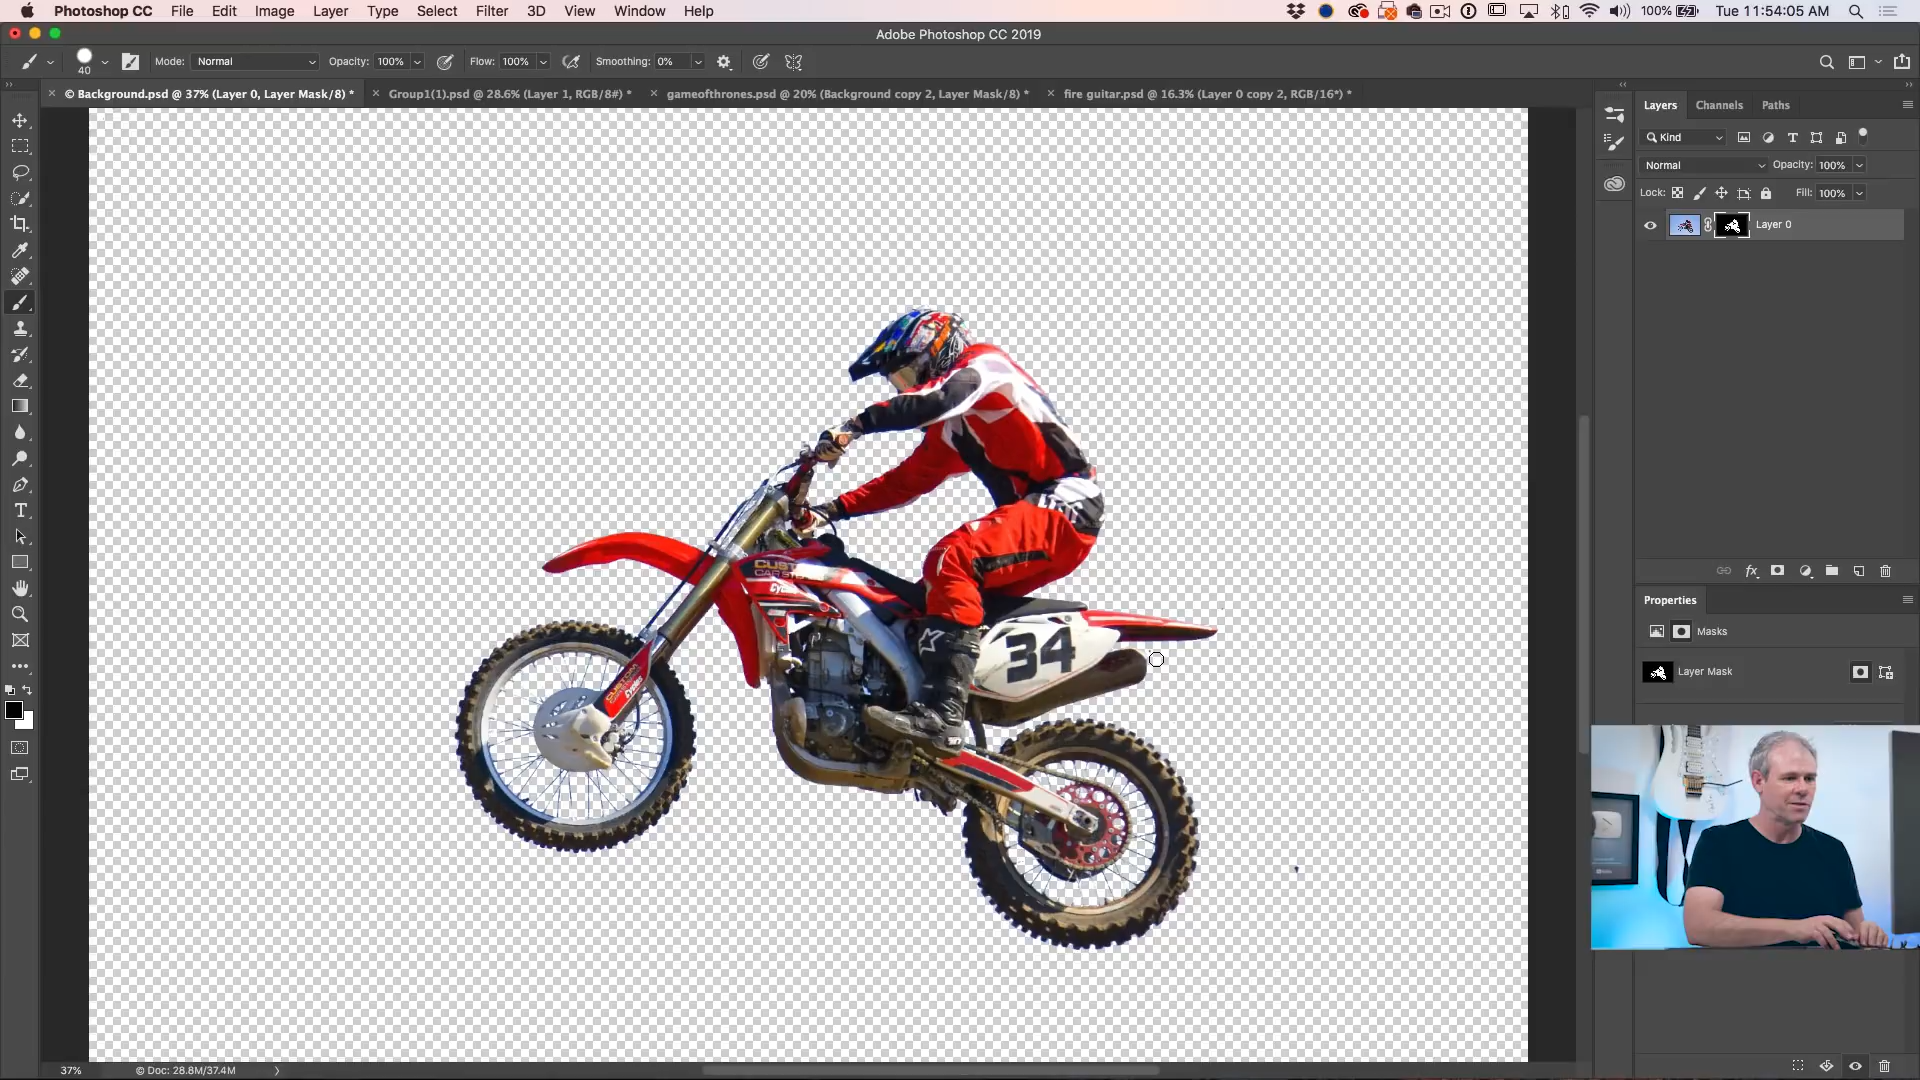 Photoshop CC File Edit Image Layer Type Select Filter 3D View Window Help 100% Tue 11:54:05 AM
Adobe Photoshop CC 2019
40 Mode: Normal Opacity: 100% Flow: 100% Smoothing: 0%
© Background.psd @ 37% (Layer 0, Layer Mask/8) * Group1(1).psd @ 28.6% (Layer 1, RGB/8#) * gameofthrones.psd @ 20% (Background copy 2, Layer Mask/8) * fire guitar.psd @ 16.3% (Layer 0 copy 2, RGB/16*) *
Layers Channels Paths
Kind
Normal Opacity: 100%
Lock: Fill: 100%
Layer 0
Properties
Masks
Layer Mask
34
37% © Doc: 28.8M/37.4M